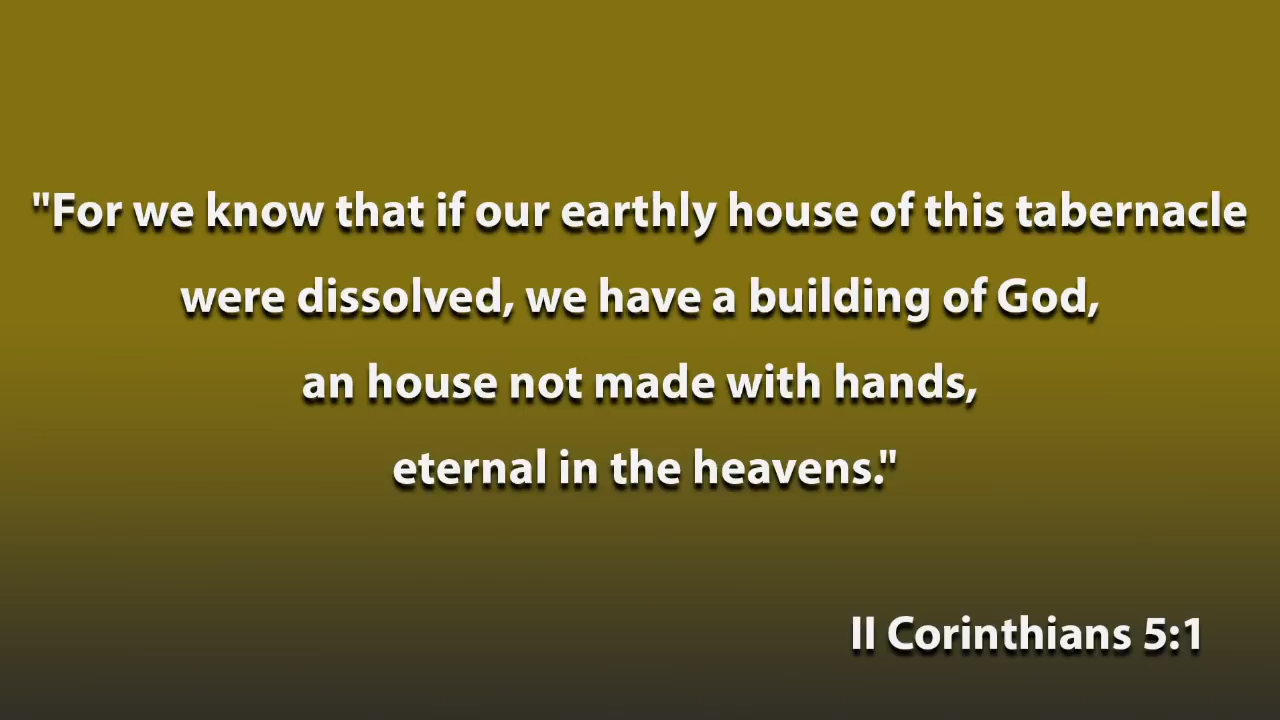 "For we know that if our earthly house of this tabernacle
were dissolved, we have a building of God,
an house not made with hands,
eternal in the heavens."
II Corinthians 5:1